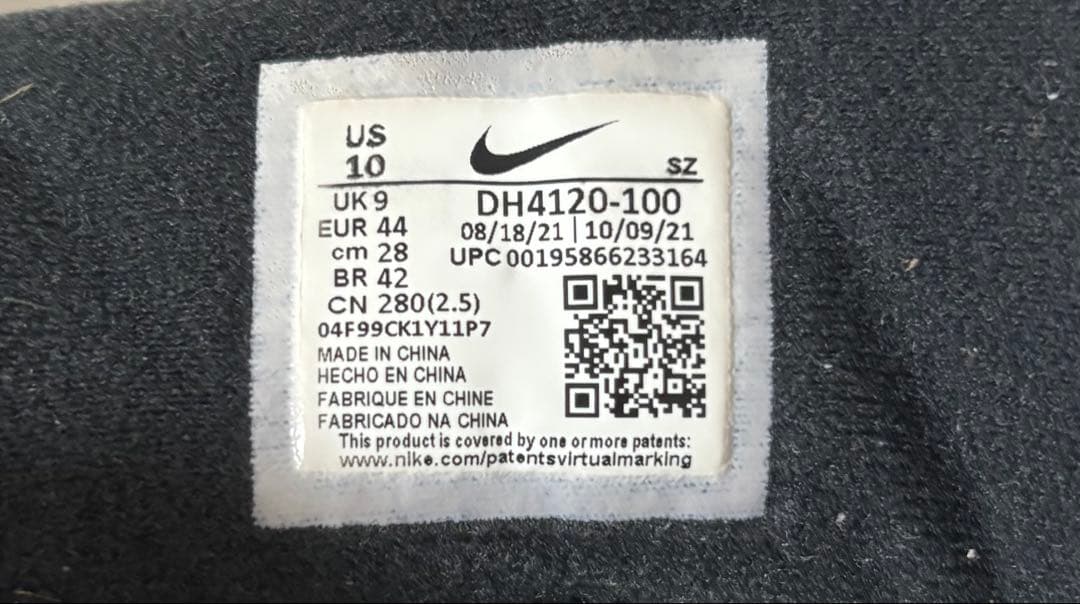 US
10
SZ
UK 9
DH4120-100
EUR 44
08/18/21 | 10/09/21
cm 28
UPC 00195866233164
BR 42
CN 280(2.5)
04F99CK1Y11P7
MADE IN CHINA
HECHO EN CHINA
FABRIQUE EN CHINE
FABRICADO NA CHINA
This product is covered by one or more patents:
www.nike.com/patentsvirtualmarking